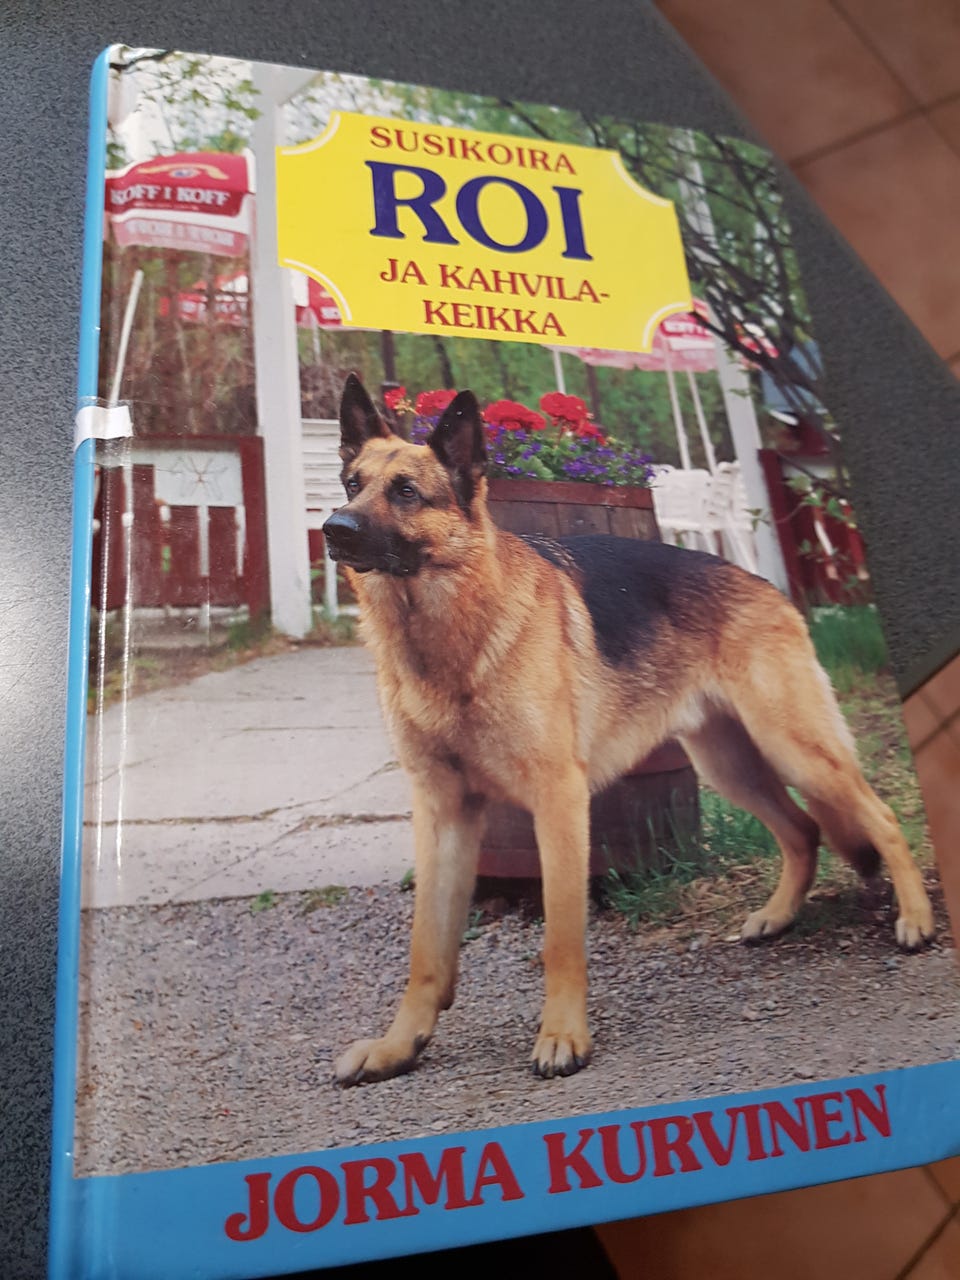 SUSIKOIRA
ROI
JA KAHVILA-
KEIKKA
KOFF I KOFF
JORMA KURVINEN